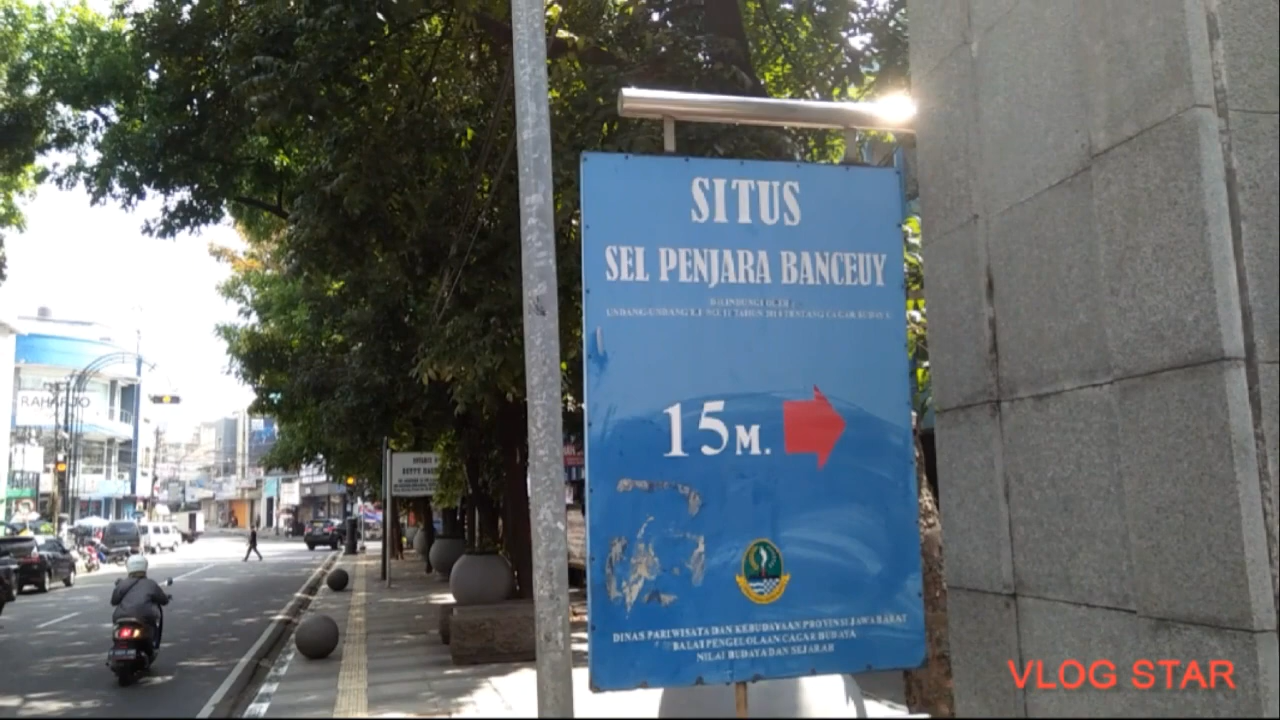 SITUS
SEL PENJARA BANCEUY
DILINDUNGI OLEH :
UNDANG-UNDANG R.I NO. 11 TAHUN 2010 TENTANG CAGAR BUDAYA
15 M.
DINAS PARIWISATA DAN KEBUDAYAAN PROVINSI JAWA BARAT
BALAI PENGELOLAAN CAGAR BUDAYA
NILAI BUDAYA DAN SEJARAH
RAHARJO
VLOG STAR